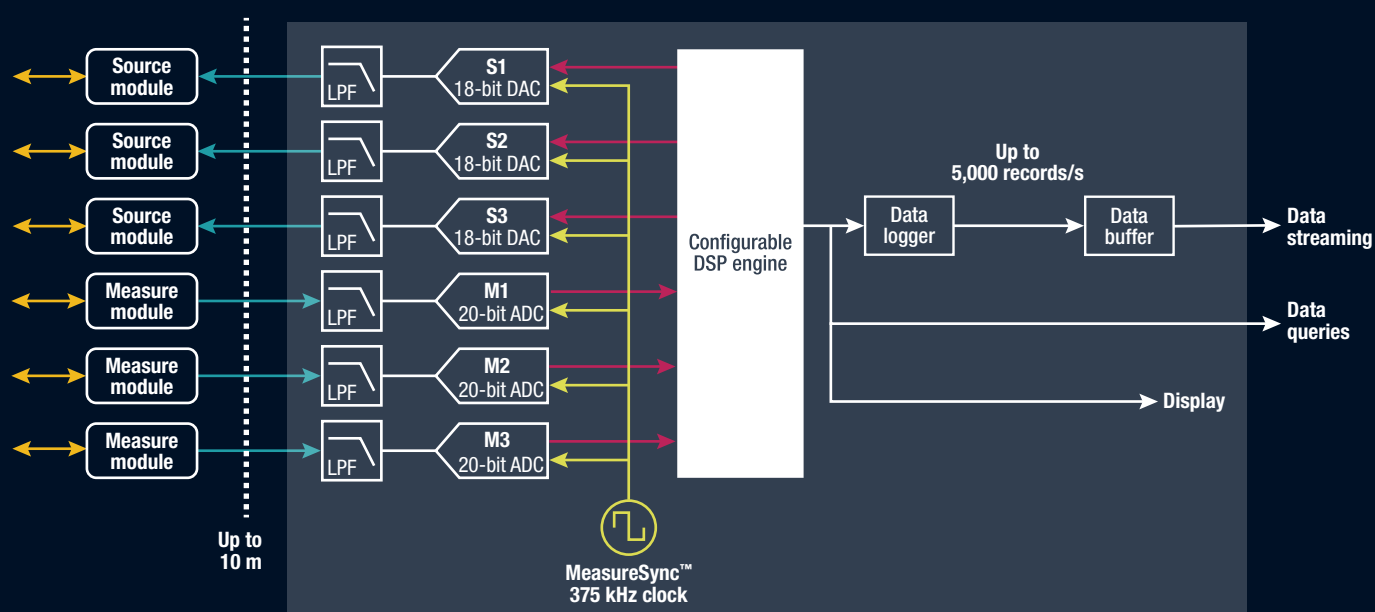 Source
module
LPF
S1
18-bit DAC
Source
module
LPF
S2
18-bit DAC
Source
module
LPF
S3
18-bit DAC
Measure
module
LPF
M1
20-bit ADC
Measure
module
LPF
M2
20-bit ADC
Measure
module
LPF
M3
20-bit ADC
Up to
10 m
MeasureSync™
375 kHz clock
Configurable
DSP engine
Data
logger
Up to
5,000 records/s
Data
buffer
Data
streaming
Data
queries
Display